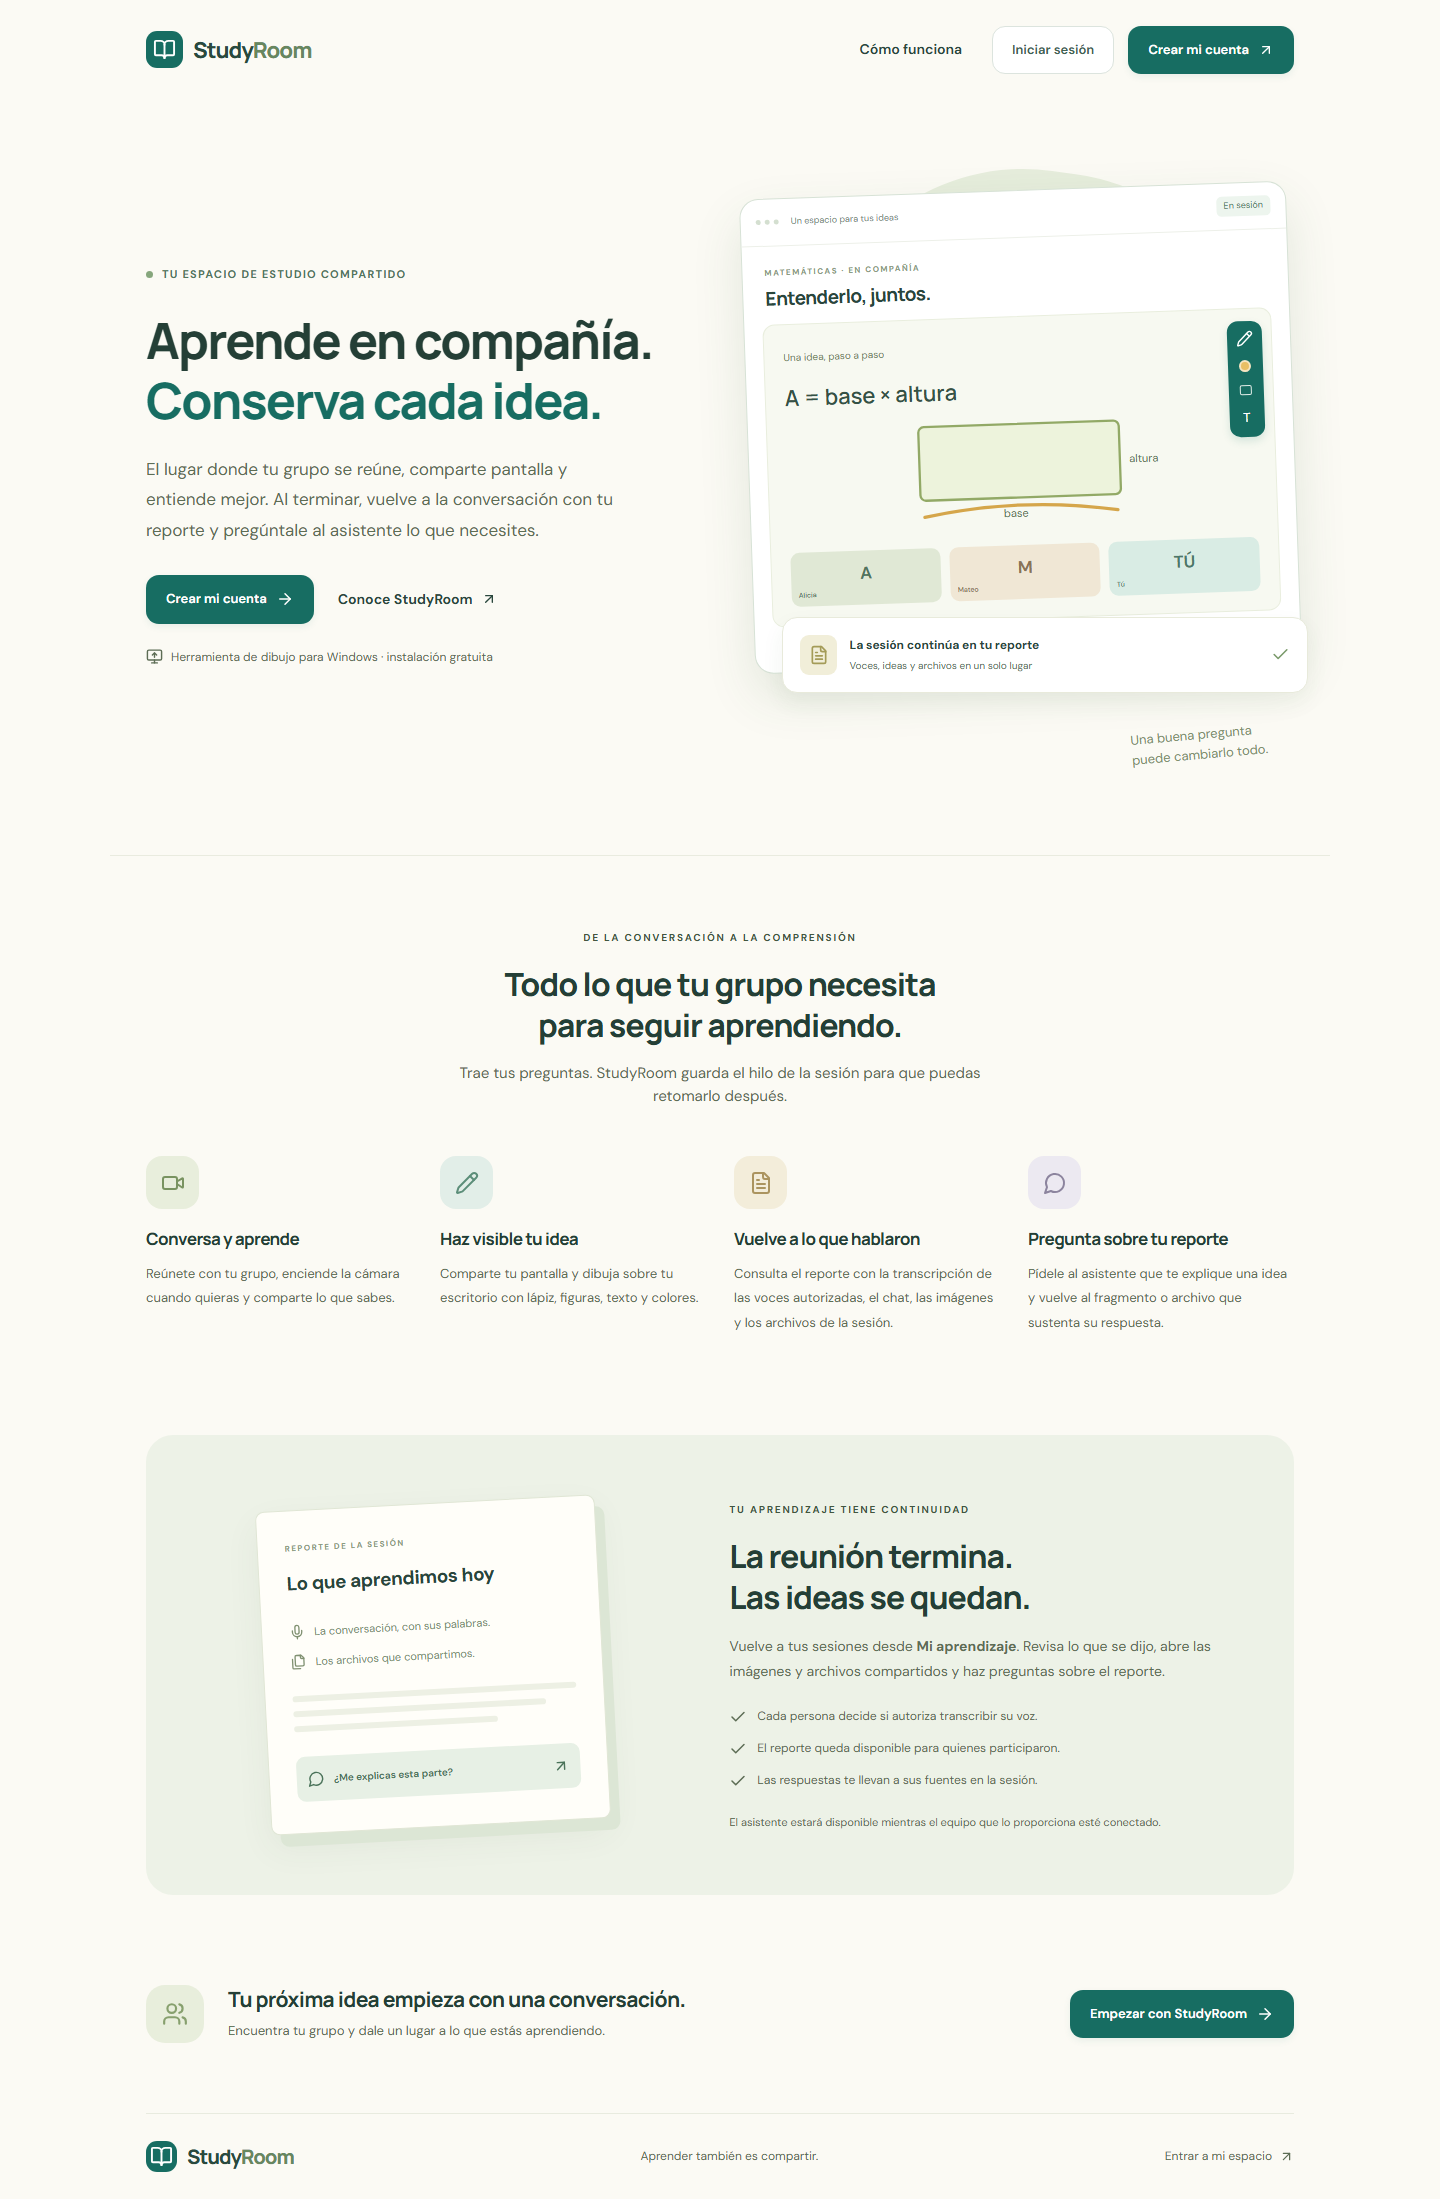 StudyRoom
Cómo funciona
Iniciar sesión
Crear mi cuenta
TU ESPACIO DE ESTUDIO COMPARTIDO
Aprende en compañía.
Conserva cada idea.
El lugar donde tu grupo se reúne, comparte pantalla y
entiende mejor. Al terminar, vuelve a la conversación con tu
reporte y pregúntale al asistente lo que necesites.
Crear mi cuenta
Conoce StudyRoom
Herramienta de dibujo para Windows · instalación gratuita
Un espacio para tus ideas
En sesión
MATEMÁTICAS · EN COMPAÑÍA
Entenderlo, juntos.
Una idea, paso a paso
A = base × altura
T
altura
base
A
Alicia
M
Mateo
TÚ
Tú
La sesión continúa en tu reporte
Voces, ideas y archivos en un solo lugar
Una buena pregunta
puede cambiarlo todo.
DE LA CONVERSACIÓN A LA COMPRENSIÓN
Todo lo que tu grupo necesita
para seguir aprendiendo.
Trae tus preguntas. StudyRoom guarda el hilo de la sesión para que puedas
retomarlo después.
Conversa y aprende
Reúnete con tu grupo, enciende la cámara
cuando quieras y comparte lo que sabes.
Haz visible tu idea
Comparte tu pantalla y dibuja sobre tu
escritorio con lápiz, figuras, texto y colores.
Vuelve a lo que hablaron
Consulta el reporte con la transcripción de
las voces autorizadas, el chat, las imágenes
y los archivos de la sesión.
Pregunta sobre tu reporte
Pídele al asistente que te explique una idea
y vuelve al fragmento o archivo que
sustenta su respuesta.
REPORTE DE LA SESIÓN
Lo que aprendimos hoy
La conversación, con sus palabras.
Los archivos que compartimos.
¿Me explicas esta parte?
TU APRENDIZAJE TIENE CONTINUIDAD
La reunión termina.
Las ideas se quedan.
Vuelve a tus sesiones desde Mi aprendizaje. Revisa lo que se dijo, abre las
imágenes y archivos compartidos y haz preguntas sobre el reporte.
Cada persona decide si autoriza transcribir su voz.
El reporte queda disponible para quienes participaron.
Las respuestas te llevan a sus fuentes en la sesión.
El asistente estará disponible mientras el equipo que lo proporciona esté conectado.
Tu próxima idea empieza con una conversación.
Encuentra tu grupo y dale un lugar a lo que estás aprendiendo.
Empezar con StudyRoom
StudyRoom
Aprender también es compartir.
Entrar a mi espacio